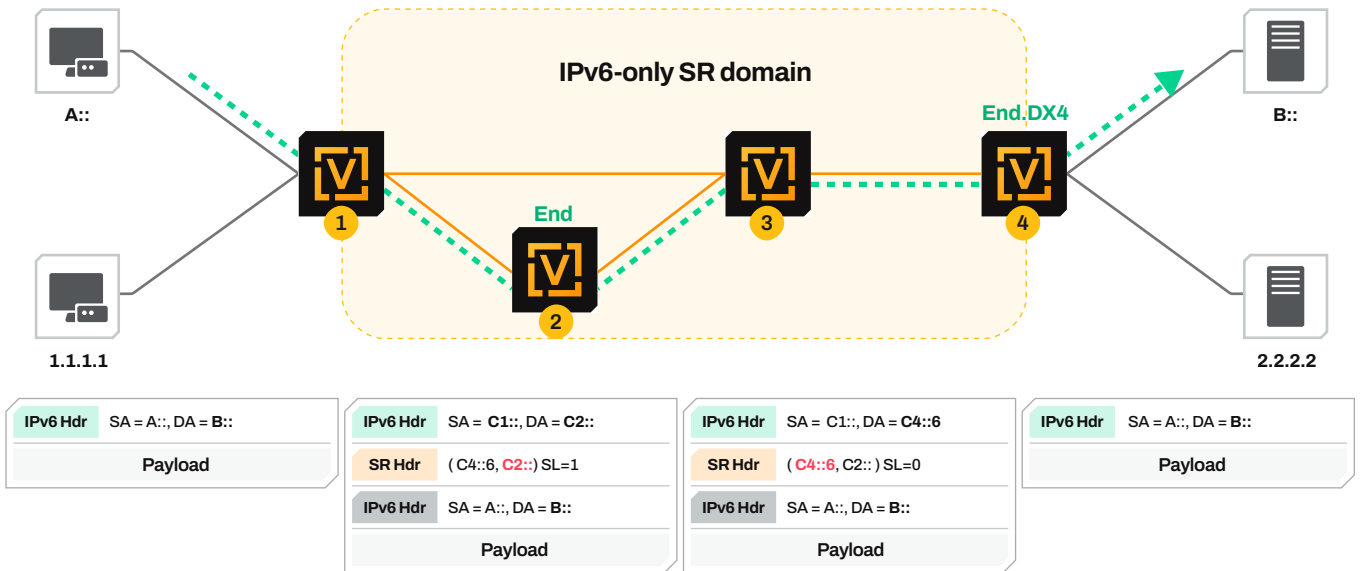 IPv6-only SR domain
A::
B::
End.DX4
V
V
V
1
End
3
4
V
2
1.1.1.1
2.2.2.2
IPv6 Hdr SA = A::, DA = B::
Payload
IPv6 Hdr SA = C1::, DA = C2::
SR Hdr ( C4::6, C2::) SL=1
IPv6 Hdr SA = A::, DA = B::
Payload
IPv6 Hdr SA = C1::, DA = C4::6
SR Hdr ( C4::6, C2:: ) SL=0
IPv6 Hdr SA = A::, DA = B::
Payload
IPv6 Hdr SA = A::, DA = B::
Payload